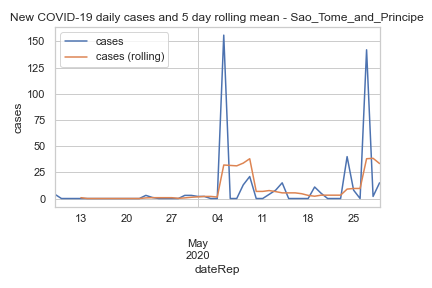 New COVID-19 daily cases and 5 day rolling mean - Sao_Tome_and_Principe
cases
cases (rolling)
150
125
100
75
50
25
0
cases
13 20 27 04 11 18 25
May
2020
dateRep